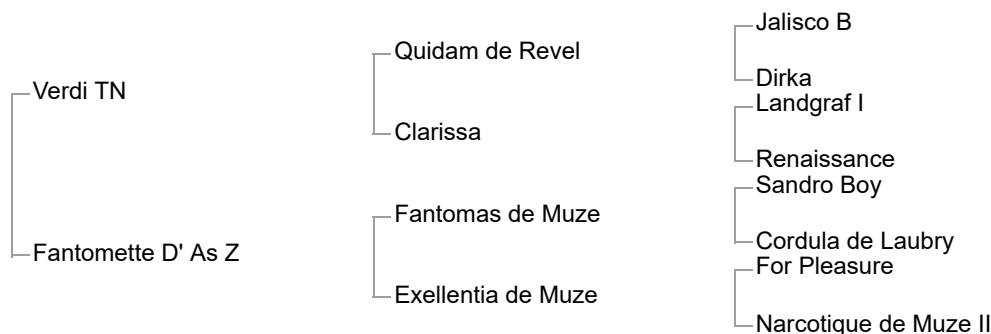 Jalisco B
Quidam de Revel
Dirka
Verdi TN
Landgraf I
Clarissa
Renaissance
Sandro Boy
Fantomas de Muze
Cordula de Laubry
Fantomette D' As Z
For Pleasure
Exellentia de Muze
Narcotique de Muze II